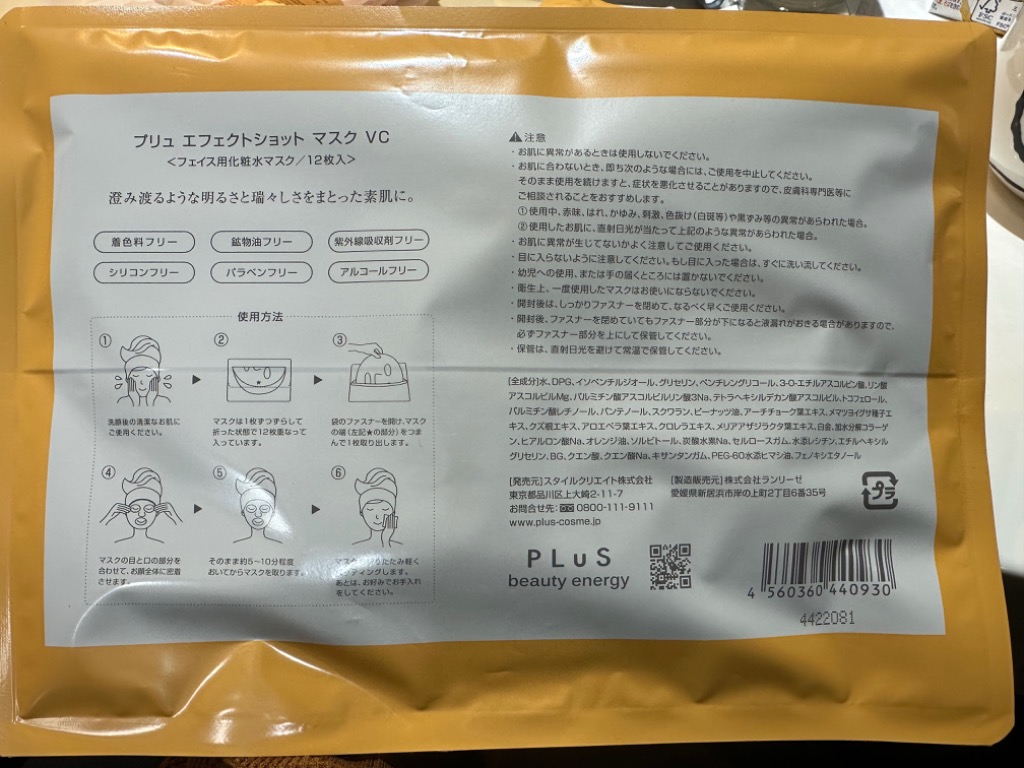 プリュ エフェクトショット マスク VC
<フェイス用化粧水マスク/12枚入>
澄み渡るような明るさと瑞々しさをまとった素肌に。
着色料フリー
鉱物油フリー
紫外線吸収剤フリー
シリコンフリー
パラベンフリー
アルコールフリー
使用方法
①
洗顔後の清潔なお肌に
ご使用ください。
②
マスクは1枚ずつずらして
折った状態で12枚重なって
入っています。
③
袋のファスナーを開け、マスク
の端(左記★の部分)をつま
んで1枚取り出します。
④
マスクの目と口の部分を
合わせて、お顔全体に密着
させます。
⑤
そのまま約5~10分程度
おいてからマスクを取ります。
⑥
たたみ軽く
ティングします。
あとは、お好みでお手入れ
をしてください。
⚠注意
・お肌に異常があるときは使用しないでください。
・お肌に合わないとき、即ち次のような場合には、ご使用を中止してください。
そのまま使用を続けますと、症状を悪化させることがありますので、皮膚科専門医等に
ご相談されることをおすすめします。
①使用中、赤味、はれ、かゆみ、刺激、色抜け(白斑等)や黒ずみ等の異常があらわれた場合。
②使用したお肌に、直射日光が当たって上記のような異常があらわれた場合。
・お肌に異常が生じてないかよく注意してご使用ください。
・目に入らないように注意してください。もし目に入った場合は、すぐに洗い流してください。
・幼児への使用、または手の届くところには置かないでください。
・衛生上、一度使用したマスクはお使いにならないでください。
・開封後は、しっかりファスナーを閉めて、なるべく早くご使用ください。
・開封後、ファスナーを閉めていてもファスナー部分が下になると液漏れがおきる場合がありますので、
必ずファスナー部分を上にして保管してください。
・保管は、直射日光を避けて常温で保管してください。
[全成分]水、DPG、イソペンチルジオール、グリセリン、ペンチレングリコール、3-O-エチルアスコルビン酸、リン酸
アスコルビルMg、パルミチン酸アスコルビルリン酸3Na、テトラヘキシルデカン酸アスコルビル、トコフェロール、
パルミチン酸レチノール、パンテノール、スクワラン、ピーナッツ油、アーチチョーク葉エキス、メマツヨイグサ種子エ
キス、クズ根エキス、アロエベラ葉エキス、クロレラエキス、メリアアザジラクタ葉エキス、白金、加水分解コラーゲ
ン、ヒアルロン酸Na、オレンジ油、ソルビトール、炭酸水素Na、セルロースガム、水添レシチン、エチルヘキシル
グリセリン、BG、クエン酸、クエン酸Na、キサンタンガム、PEG-60水添ヒマシ油、フェノキシエタノール
[発売元]スタイルクリエイト株式会社
東京都品川区上大崎2-11-7
お問合せ先:0800-111-9111
www.plus-cosme.jp
[製造販売元]株式会社ランリーゼ
愛媛県新居浜市岸の上町2丁目6番35号
プラ
PLuS
beauty energy
4 560360 440930
4422081
FSC